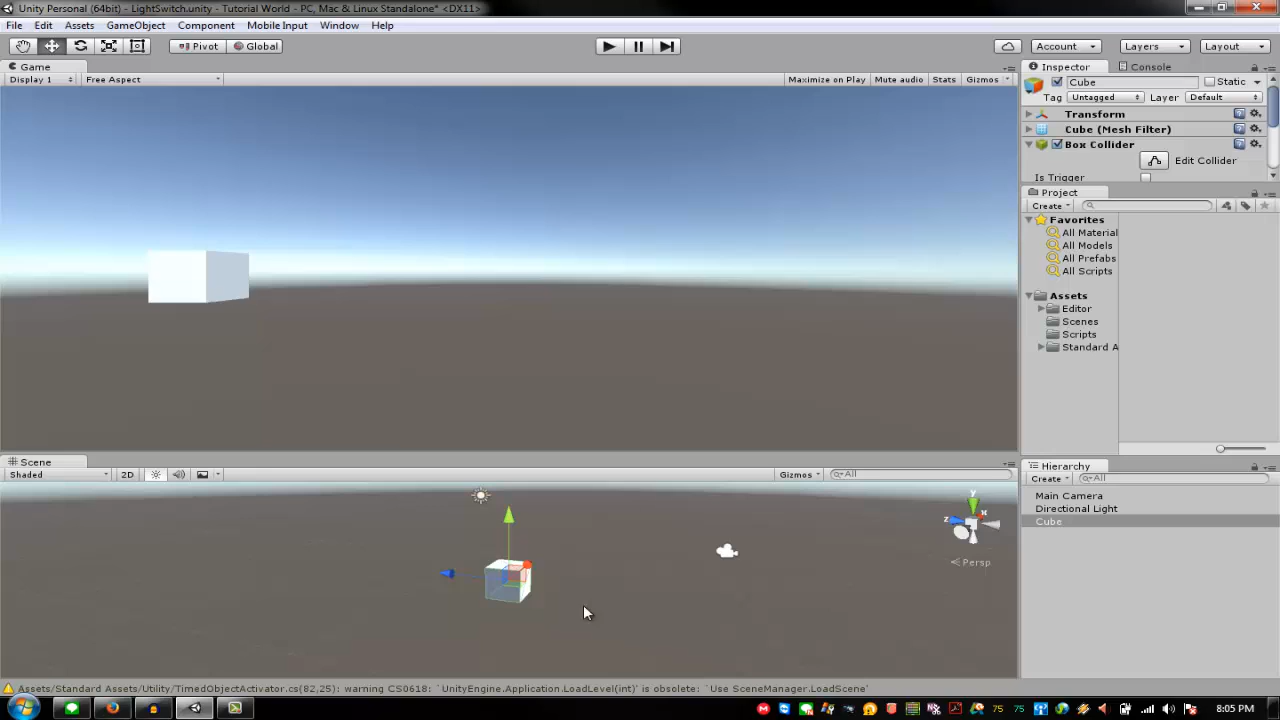 Unity Personal (64bit) - LightSwitch.unity - Tutorial World - PC, Mac & Linux Standalone* <DX11>
File Edit Assets GameObject Component Mobile Input Window Help
Pivot Global Account Layers Layout
Game
Display 1 Free Aspect Maximize on Play Mute audio Stats Gizmos
Inspector Console
Cube Static
Tag Untagged Layer Default
Transform
Cube (Mesh Filter)
Box Collider
Edit Collider
Is Trigger
Project
Create
Favorites
All Material
All Models
All Prefabs
All Scripts
Assets
Editor
Scenes
Scripts
Standard A
Scene
Shaded 2D Gizmos All
Hierarchy
Create All
Main Camera
Directional Light
Cube
y
x
z
Persp
Assets/Standard Assets/Utility/TimedObjectActivator.cs(82,25): warning CS0618: `UnityEngine.Application.LoadLevel(int)' is obsolete: `Use SceneManager.LoadScene'
75 75 8:05 PM